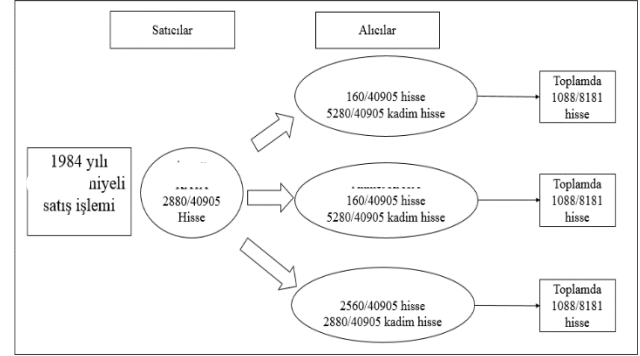 Satıcılar
Alıcılar
160/40905 hisse
5280/40905 kadim hisse
Toplamda
1088/8181
hisse
1984 yılı
niyeli
satış işlemi
2880/40905
Hisse
160/40905 hisse
5280/40905 kadim hisse
Toplamda
1088/8181
hisse
2560/40905 hisse
2880/40905 kadim hisse
Toplamda
1088/8181
hisse